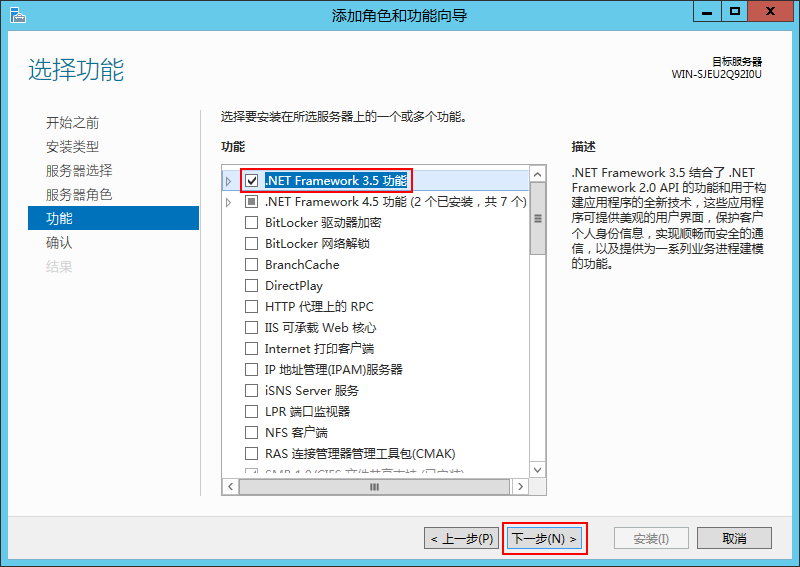 添加角色和功能向导
选择功能
目标服务器
WIN-SJEU2Q92I0U
开始之前
安装类型
服务器选择
服务器角色
功能
确认
结果
选择要安装在所选服务器上的一个或多个功能。
功能
.NET Framework 3.5 功能
.NET Framework 4.5 功能 (2 个已安装，共 7 个)
BitLocker 驱动器加密
BitLocker 网络解锁
BranchCache
DirectPlay
HTTP 代理上的 RPC
IIS 可承载 Web 核心
Internet 打印客户端
IP 地址管理(IPAM)服务器
iSNS Server 服务
LPR 端口监视器
NFS 客户端
RAS 连接管理器管理工具包(CMAK)
SMB 1.0/CIFS 文件共享支持 (已安装)
描述
.NET Framework 3.5 结合了 .NET
Framework 2.0 API 的功能和用于构
建应用程序的全新技术，这些应用程
序可提供美观的用户界面，保护客户
个人身份信息，实现顺畅而安全的通
信，以及提供为一系列业务进程建模
的功能。
< 上一步(P)
下一步(N) >
安装(I)
取消